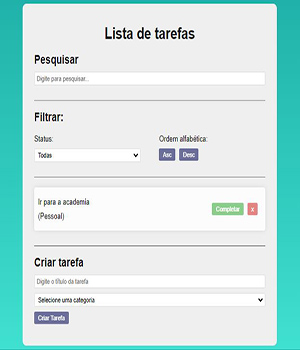 Lista de tarefas
Pesquisar
Digite para pesquisar...
Filtrar:
Status:
Ordem alfabética:
Todas
Asc
Desc
Ir para a academia
(Pessoal)
Completar
x
Criar tarefa
Digite o título da tarefa
Selecione uma categoria
Criar Tarefa